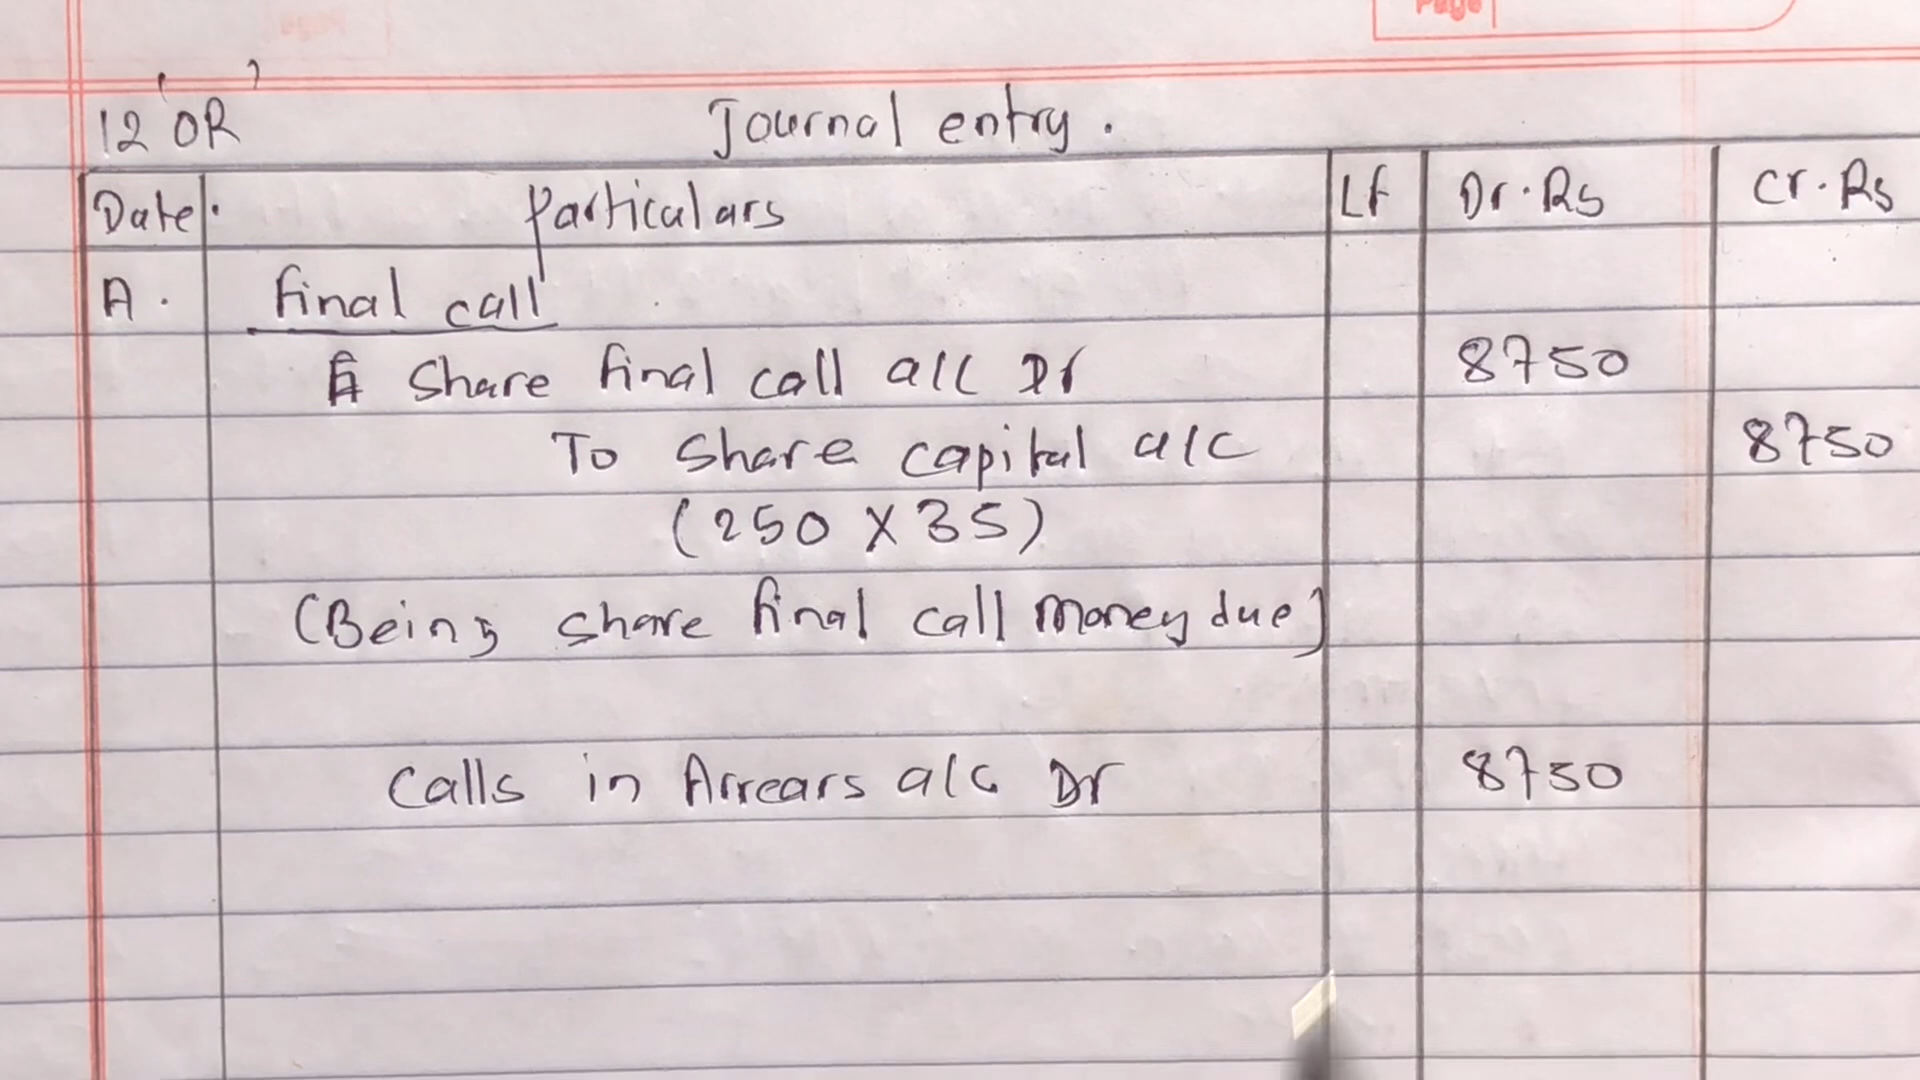 Page
12 'OR'
Journal entry.
Date. Particulars Lf Dr.Rs Cr.Rs
A. final call
Share final call a/c Dr 8750
To Share capital a/c 8750
(250 X 35)
(Being share final call money due)
Calls in Arrears a/c Dr 8750